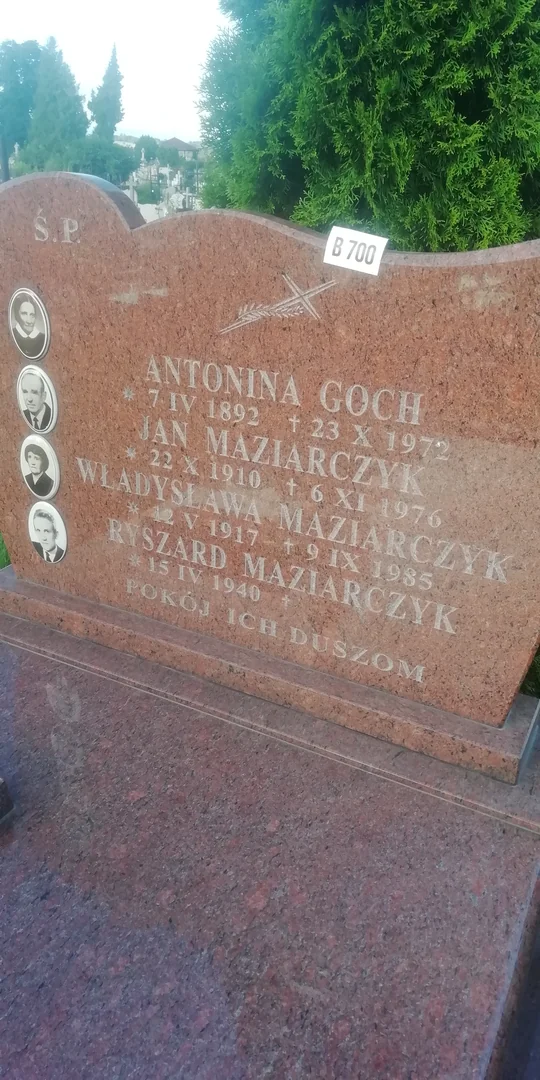 Ś.P.
B 700
ANTONINA GOCH
* 7 IV 1892 † 23 X 1972
JAN MAZIARCZYK
* 22 X 1910 † 6 XI 1976
WŁADYSŁAWA MAZIARCZYK
* 12 V 1917 † 9 IX 1985
RYSZARD MAZIARCZYK
* 15 IV 1940 †
POKÓJ ICH DUSZOM